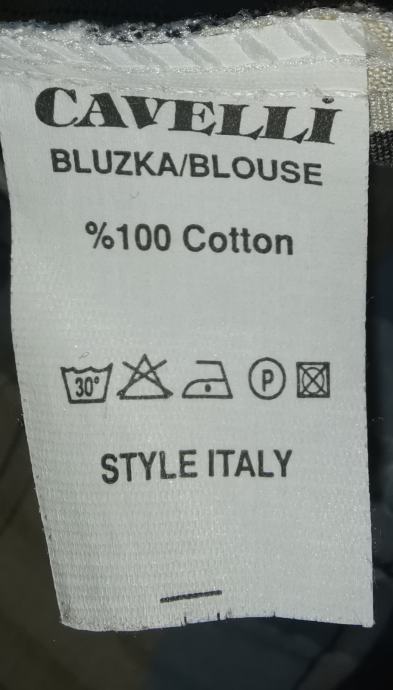 CAVELLİ
BLUZKA/BLOUSE
%100 Cotton
30° P
STYLE ITALY